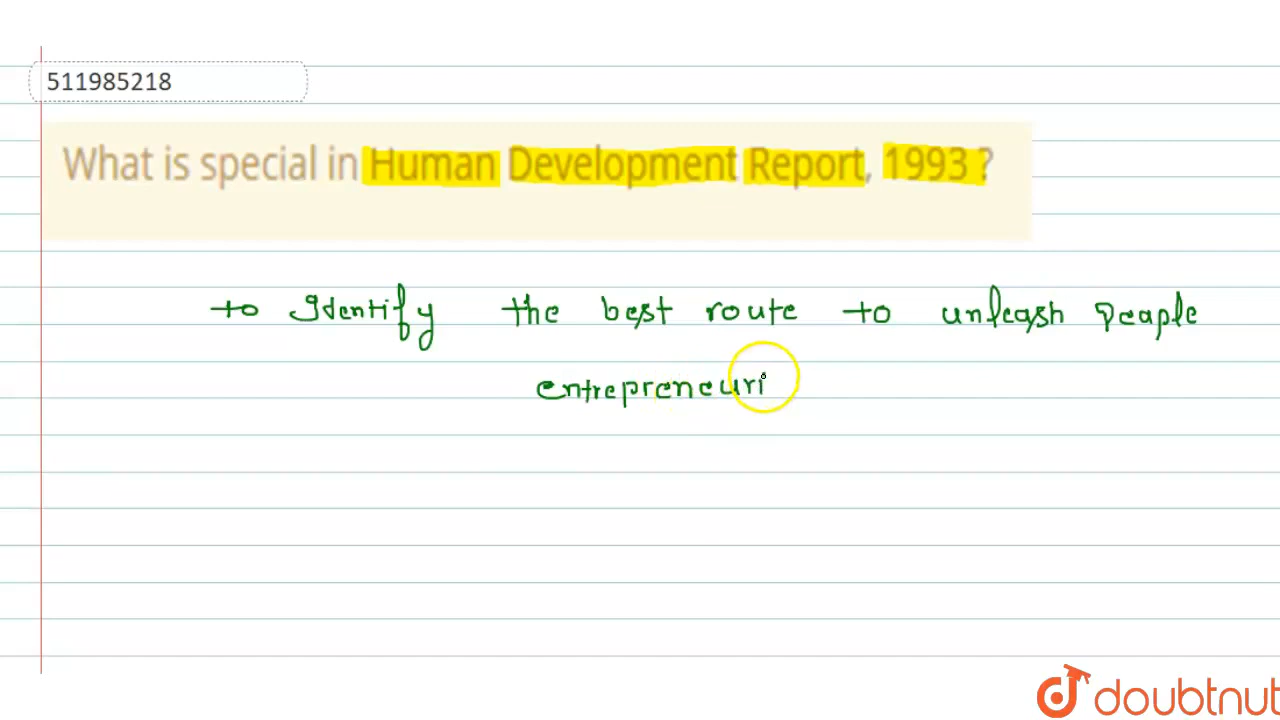 511985218
What is special in Human Development Report, 1993 ?
to Identify the best route to unleash people
entrepreneuri
doubtnut